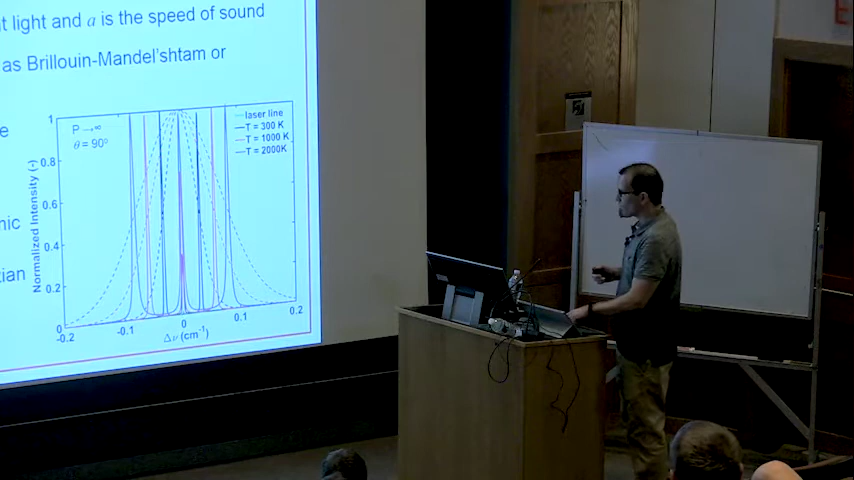 t light and a is the speed of sound
as Brillouin-Mandel'shtam or
e
nic
tian
P→∞
θ = 90°
laser line
T = 300 K
T = 1000 K
T = 2000K
Normalized Intensity (-)
1
0.8
0.6
0.4
0.2
0
-0.2
-0.1
0
0.1
0.2
Δν (cm⁻¹)
E